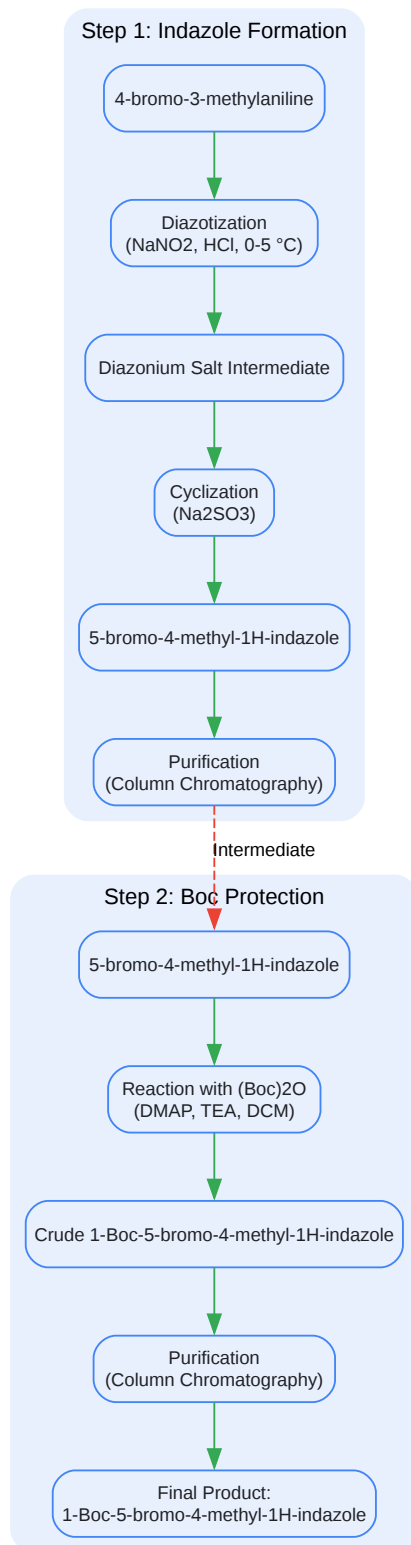 Step 1: Indazole Formation
4-bromo-3-methylaniline
Diazotization
(NaNO2, HCl, 0-5 °C)
Diazonium Salt Intermediate
Cyclization
(Na2SO3)
5-bromo-4-methyl-1H-indazole
Purification
(Column Chromatography)
Intermediate
Step 2: Boc Protection
5-bromo-4-methyl-1H-indazole
Reaction with (Boc)2O
(DMAP, TEA, DCM)
Crude 1-Boc-5-bromo-4-methyl-1H-indazole
Purification
(Column Chromatography)
Final Product:
1-Boc-5-bromo-4-methyl-1H-indazole